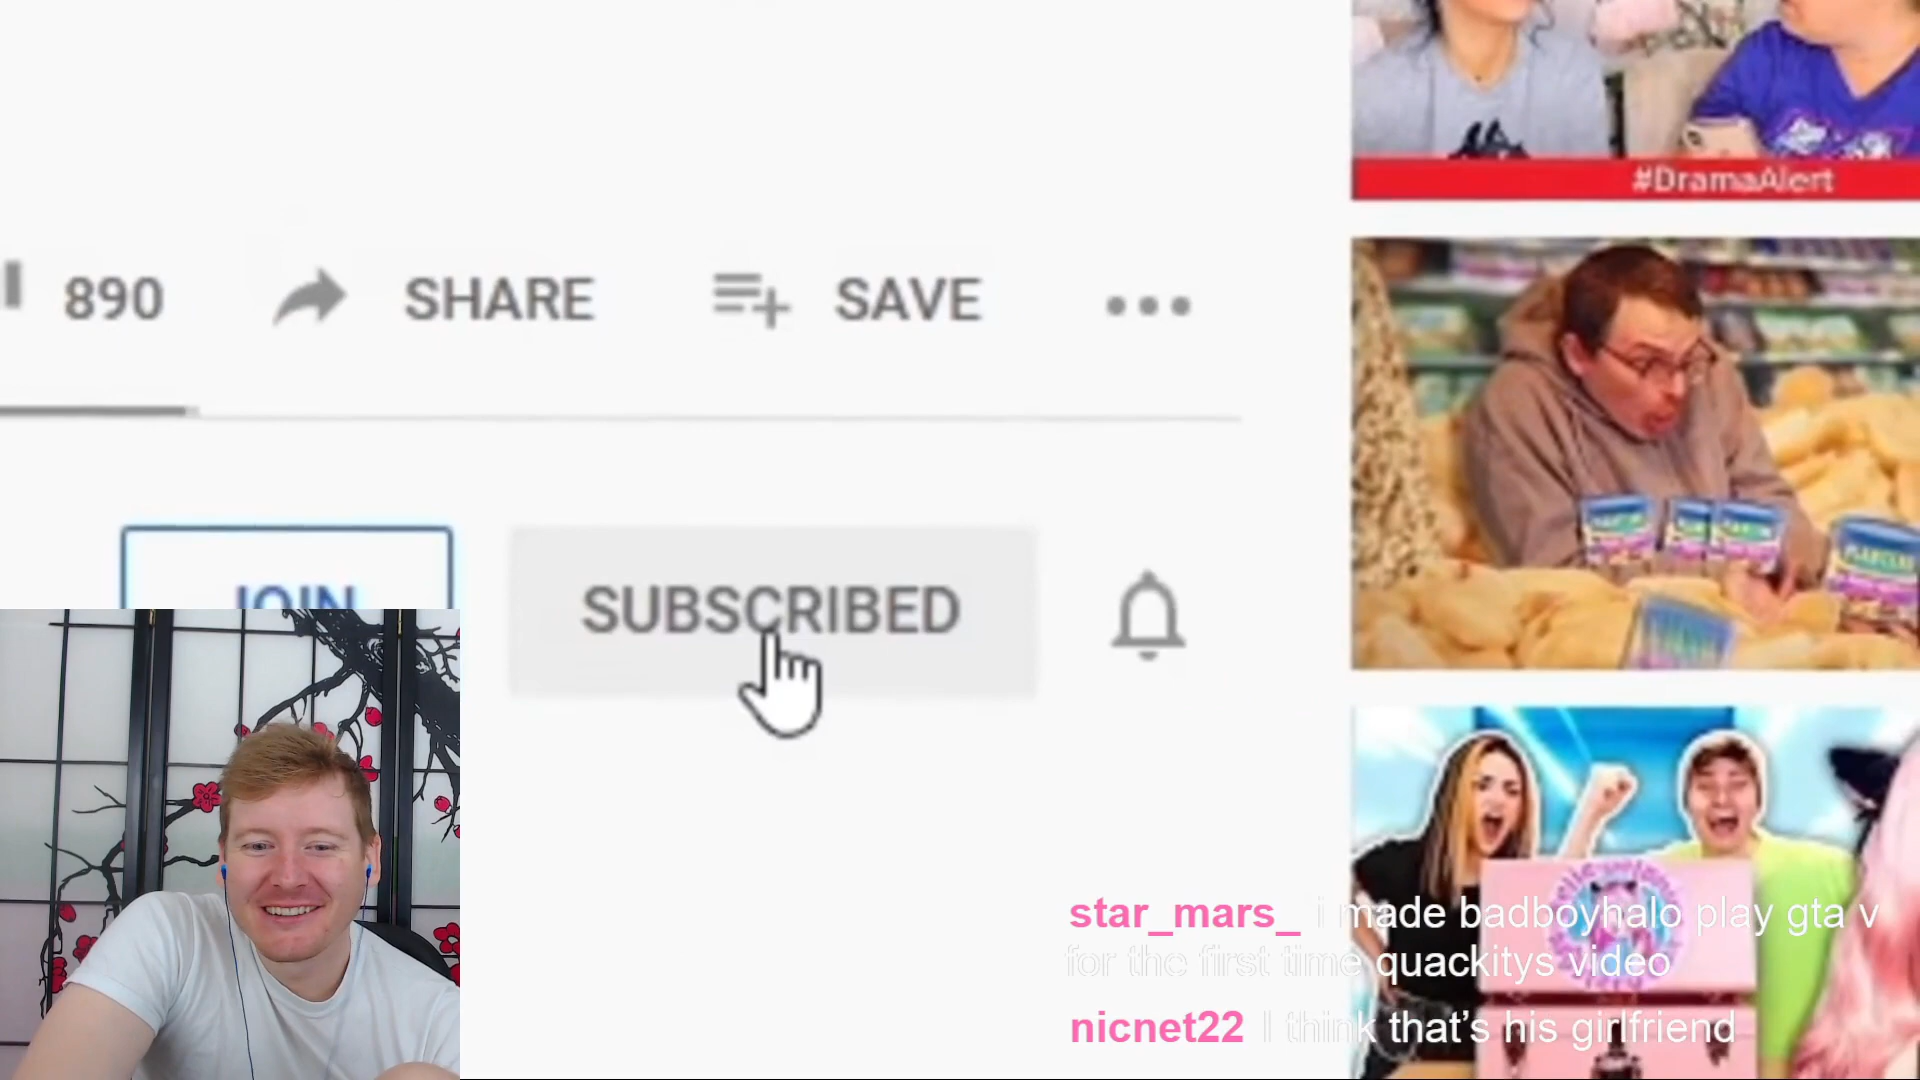 #DramaAlert
890 SHARE SAVE
JOIN SUBSCRIBED
star_mars_ i made badboyhalo play gta v
for the first time quackitys video
nicnet22 I think that's his girlfriend